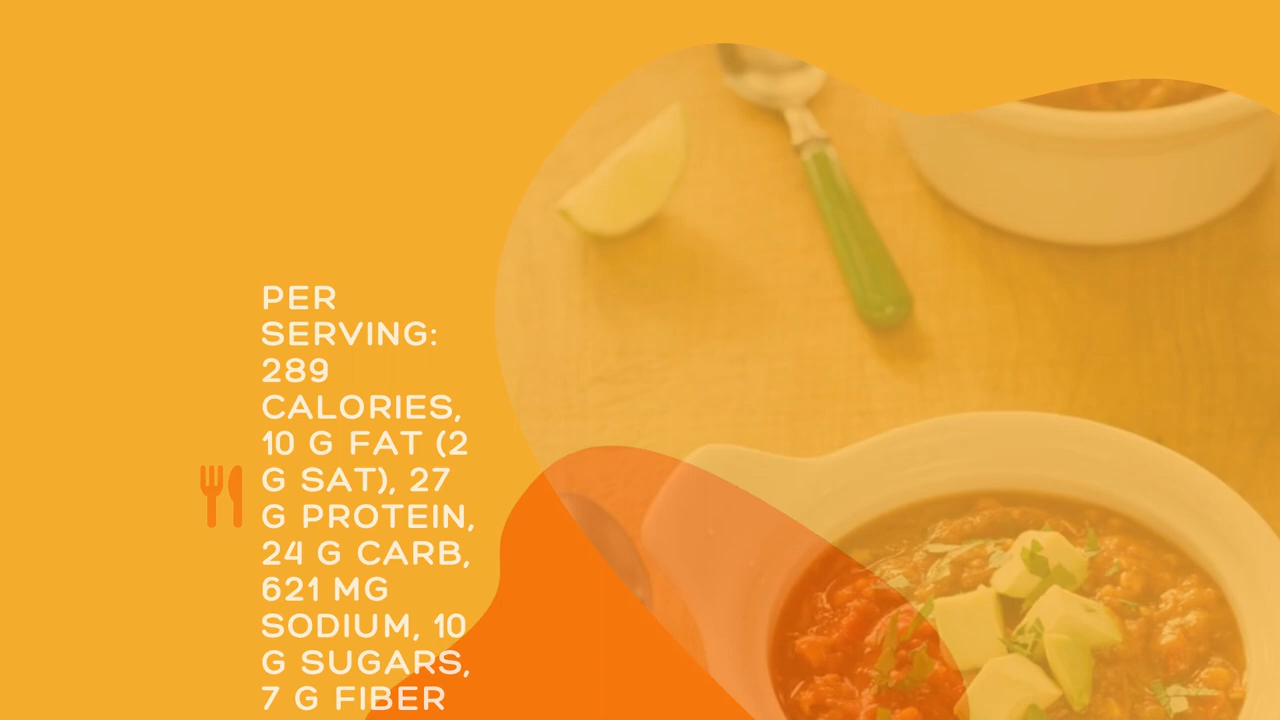 PER
SERVING:
289
CALORIES,
10 G FAT (2
G SAT), 27
G PROTEIN,
24 G CARB,
621 MG
SODIUM, 10
G SUGARS,
7 G FIBER